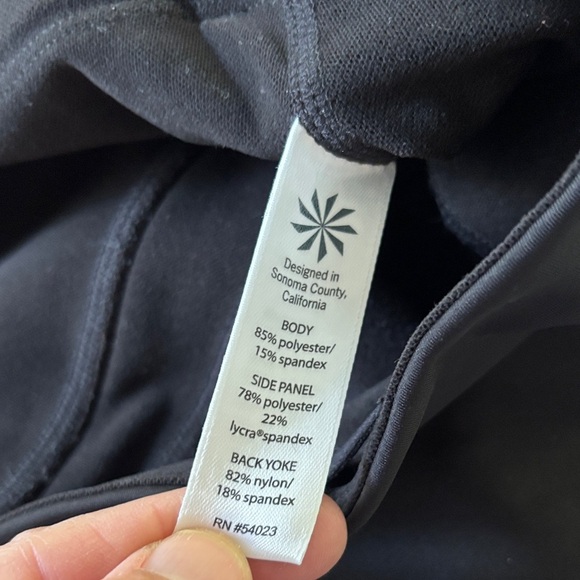 Designed in
Sonoma County,
California
BODY
85% polyester/
15% spandex
SIDE PANEL
78% polyester/
22%
lycra®spandex
BACK YOKE
82% nylon/
18% spandex
RN #54023